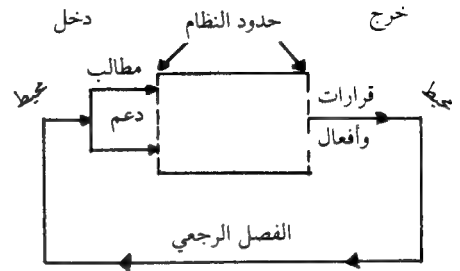 خرج
حدود النظام
دخل
محيط
قرارات
مطالب
محيط
وأفعال
دعم
الفصل الرجعي